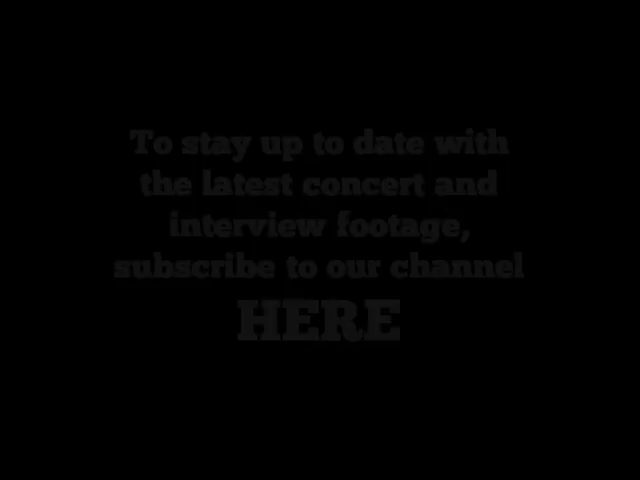 To stay up to date with
the latest concert and
interview footage,
subscribe to our channel
HERE